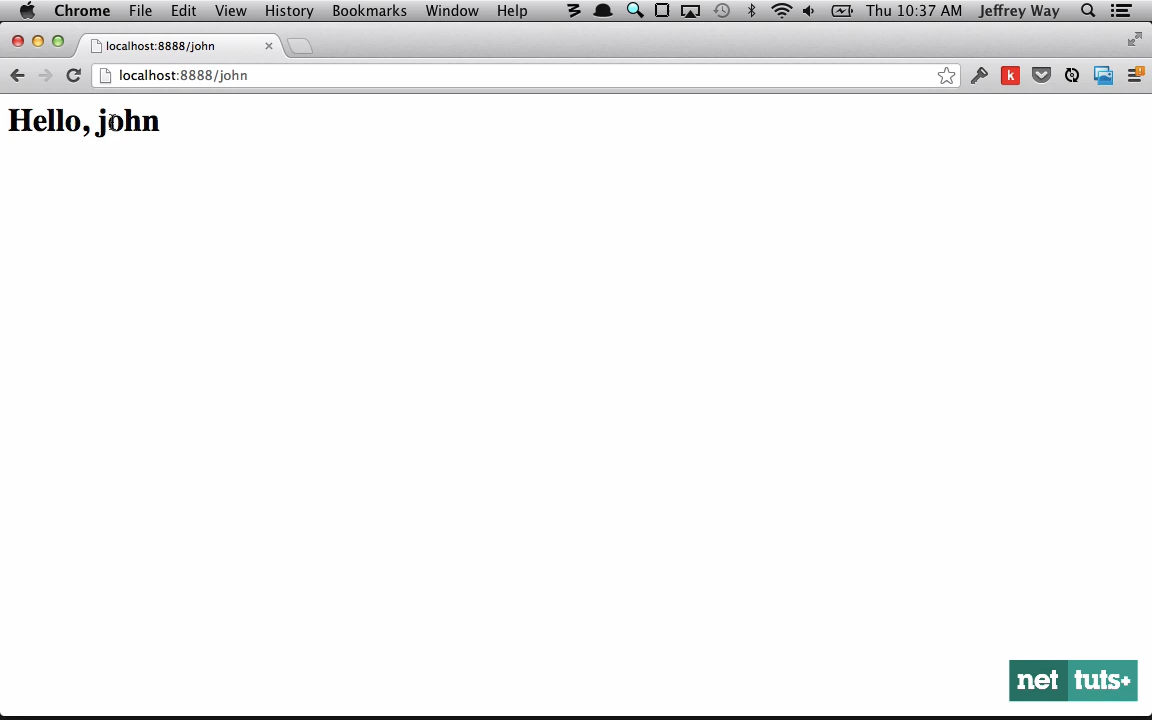 Chrome File Edit View History Bookmarks Window Help Thu 10:37 AM Jeffrey Way
localhost:8888/john
localhost:8888/john
k
Hello, john
net tuts+